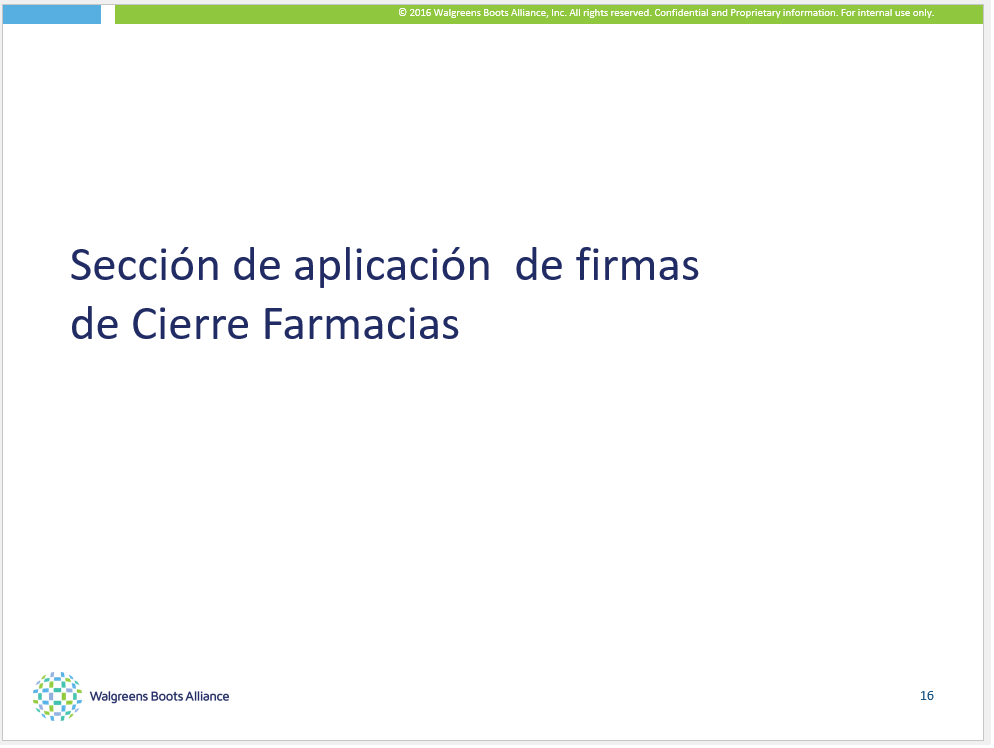 © 2016 Walgreens Boots Alliance, Inc. All rights reserved. Confidential and Proprietary information. For internal use only.
Sección de aplicación  de firmas
de Cierre Farmacias
Walgreens Boots Alliance
16